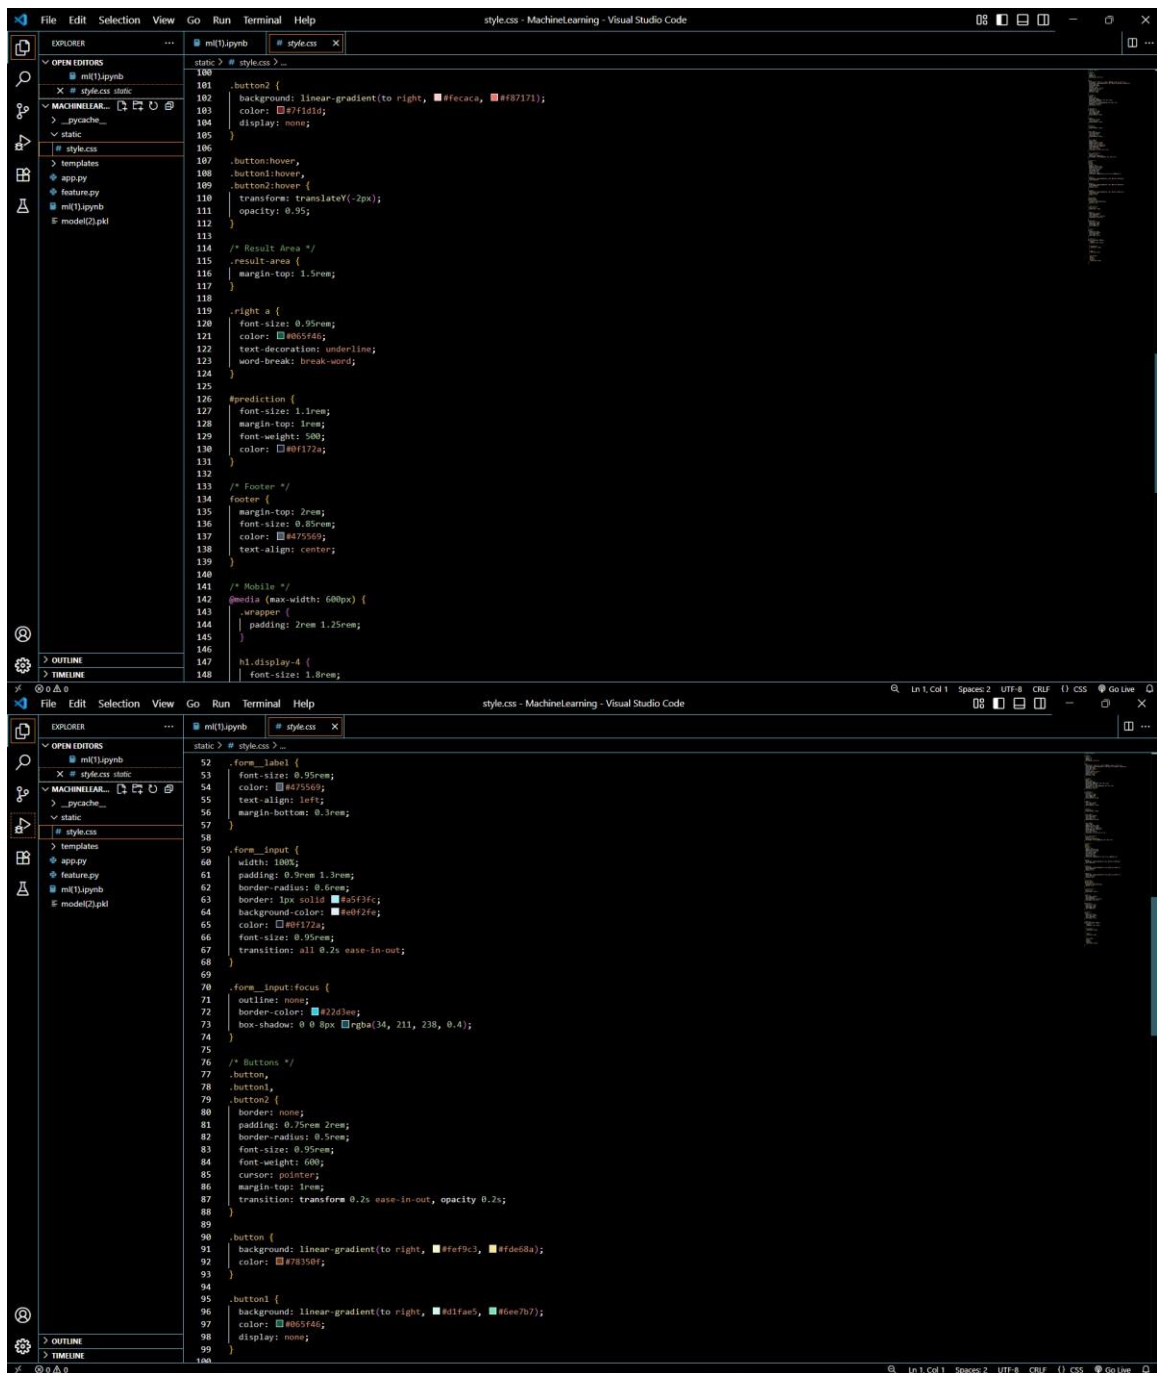 File Edit Selection View Go Run Terminal Help style.css - MachineLearning - Visual Studio Code
EXPLORER ml(1).ipynb # style.css
OPEN EDITORS static > # style.css > ...
ml(1).ipynb
# style.css static
MACHINELEAR...
__pycache__
static
# style.css
templates
app.py
feature.py
ml(1).ipynb
model(2).pkl
OUTLINE
TIMELINE
100
101 .button2 {
102 background: linear-gradient(to right, #fecaca, #f87171);
103 color: #7f1d1d;
104 display: none;
105 }
106
107 .button:hover,
108 .button1:hover,
109 .button2:hover {
110 transform: translateY(-2px);
111 opacity: 0.95;
112 }
113
114 /* Result Area */
115 .result-area {
116 margin-top: 1.5rem;
117 }
118
119 .right a {
120 font-size: 0.95rem;
121 color: #065f46;
122 text-decoration: underline;
123 word-break: break-word;
124 }
125
126 #prediction {
127 font-size: 1.1rem;
128 margin-top: 1rem;
129 font-weight: 500;
130 color: #0f172a;
131 }
132
133 /* Footer */
134 footer {
135 margin-top: 2rem;
136 font-size: 0.85rem;
137 color: #475569;
138 text-align: center;
139 }
140
141 /* Mobile */
142 @media (max-width: 600px) {
143 .wrapper {
144 padding: 2rem 1.25rem;
145 }
146
147 h1.display-4 {
148 font-size: 1.8rem;
0 0 Ln 1, Col 1 Spaces: 2 UTF-8 CRLF {} CSS Go Live
File Edit Selection View Go Run Terminal Help style.css - MachineLearning - Visual Studio Code
EXPLORER ml(1).ipynb # style.css
OPEN EDITORS static > # style.css > ...
ml(1).ipynb
# style.css static
MACHINELEAR...
__pycache__
static
# style.css
templates
app.py
feature.py
ml(1).ipynb
model(2).pkl
OUTLINE
TIMELINE
52 .form__label {
53 font-size: 0.95rem;
54 color: #475569;
55 text-align: left;
56 margin-bottom: 0.3rem;
57 }
58
59 .form__input {
60 width: 100%;
61 padding: 0.9rem 1.3rem;
62 border-radius: 0.6rem;
63 border: 1px solid #a5f3fc;
64 background-color: #e0f2fe;
65 color: #0f172a;
66 font-size: 0.95rem;
67 transition: all 0.2s ease-in-out;
68 }
69
70 .form__input:focus {
71 outline: none;
72 border-color: #22d3ee;
73 box-shadow: 0 0 8px rgba(34, 211, 238, 0.4);
74 }
75
76 /* Buttons */
77 .button,
78 .button1,
79 .button2 {
80 border: none;
81 padding: 0.75rem 2rem;
82 border-radius: 0.5rem;
83 font-size: 0.95rem;
84 font-weight: 600;
85 cursor: pointer;
86 margin-top: 1rem;
87 transition: transform 0.2s ease-in-out, opacity 0.2s;
88 }
89
90 .button {
91 background: linear-gradient(to right, #fef9c3, #fde68a);
92 color: #78350f;
93 }
94
95 .button1 {
96 background: linear-gradient(to right, #d1fae5, #6ee7b7);
97 color: #065f46;
98 display: none;
99 }
100
0 0 Ln 1, Col 1 Spaces: 2 UTF-8 CRLF {} CSS Go Live